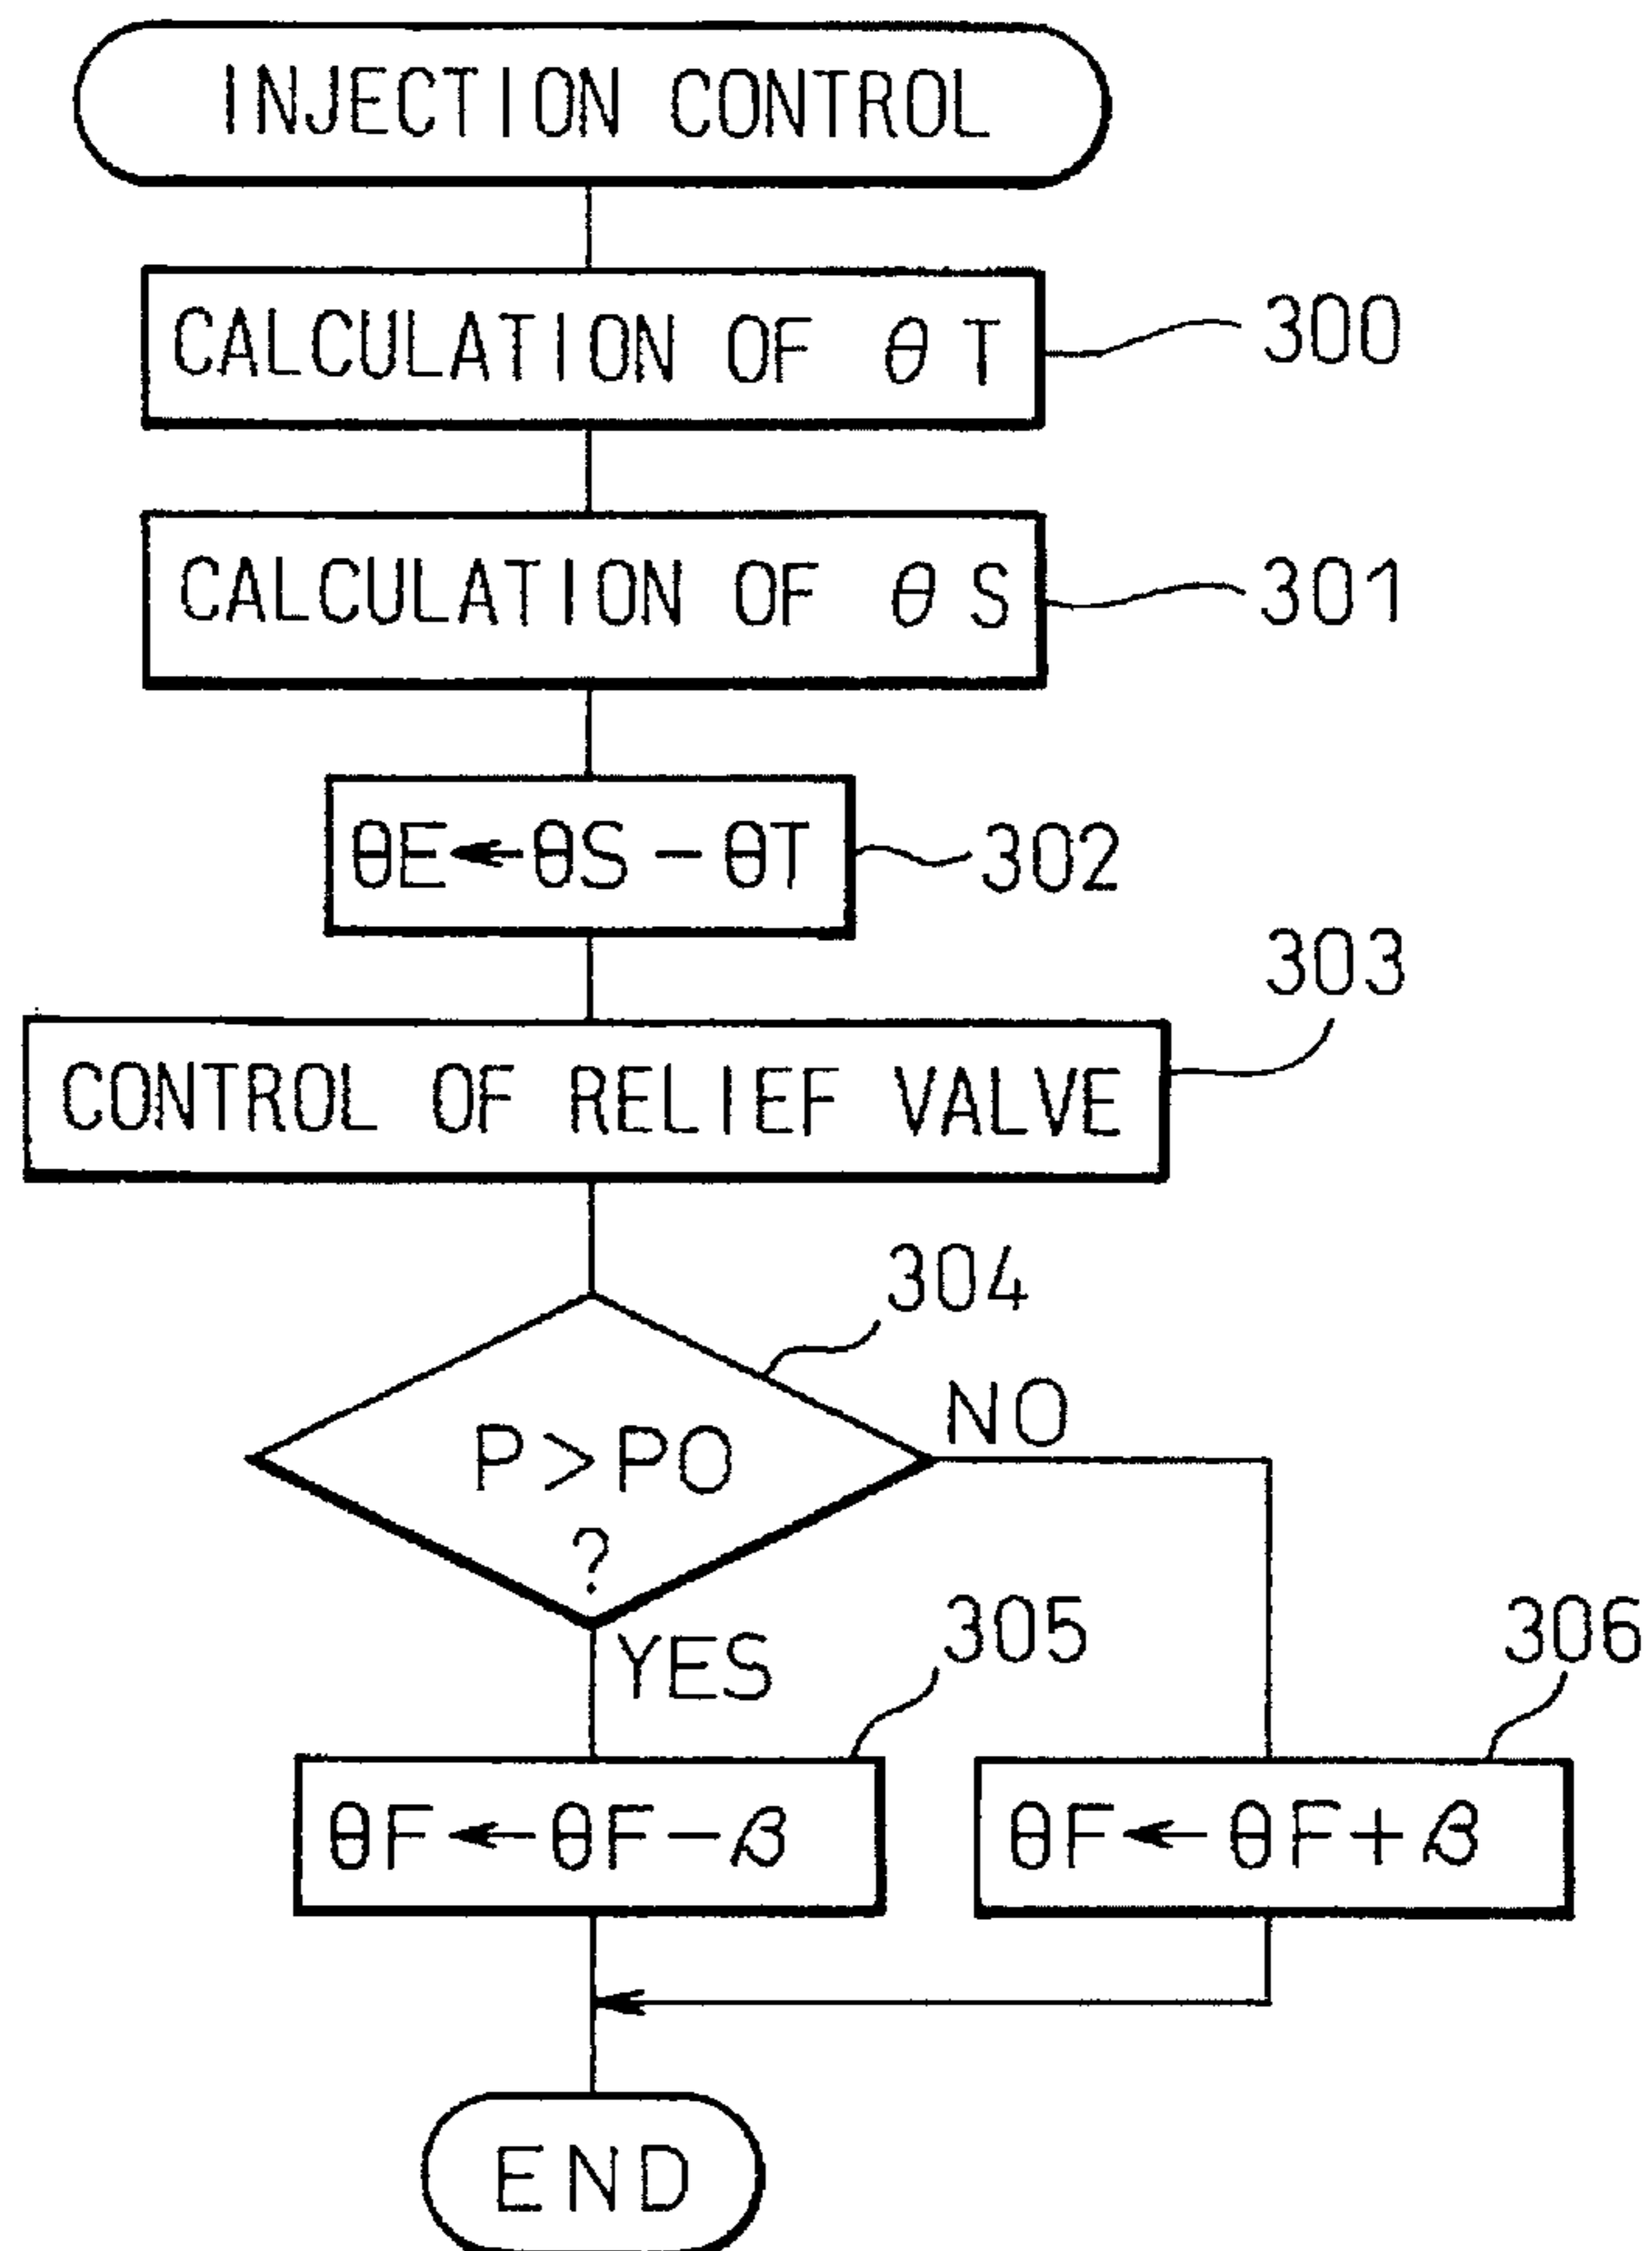 INJECTION CONTROL
CALCULATION OF θT
300
CALCULATION OF θS
301
θE←θS-θT
302
303
CONTROL OF RELIEF VALVE
304
NO
P>PO
?
YES
305
306
θF←θF-β
θF←θF+β
END